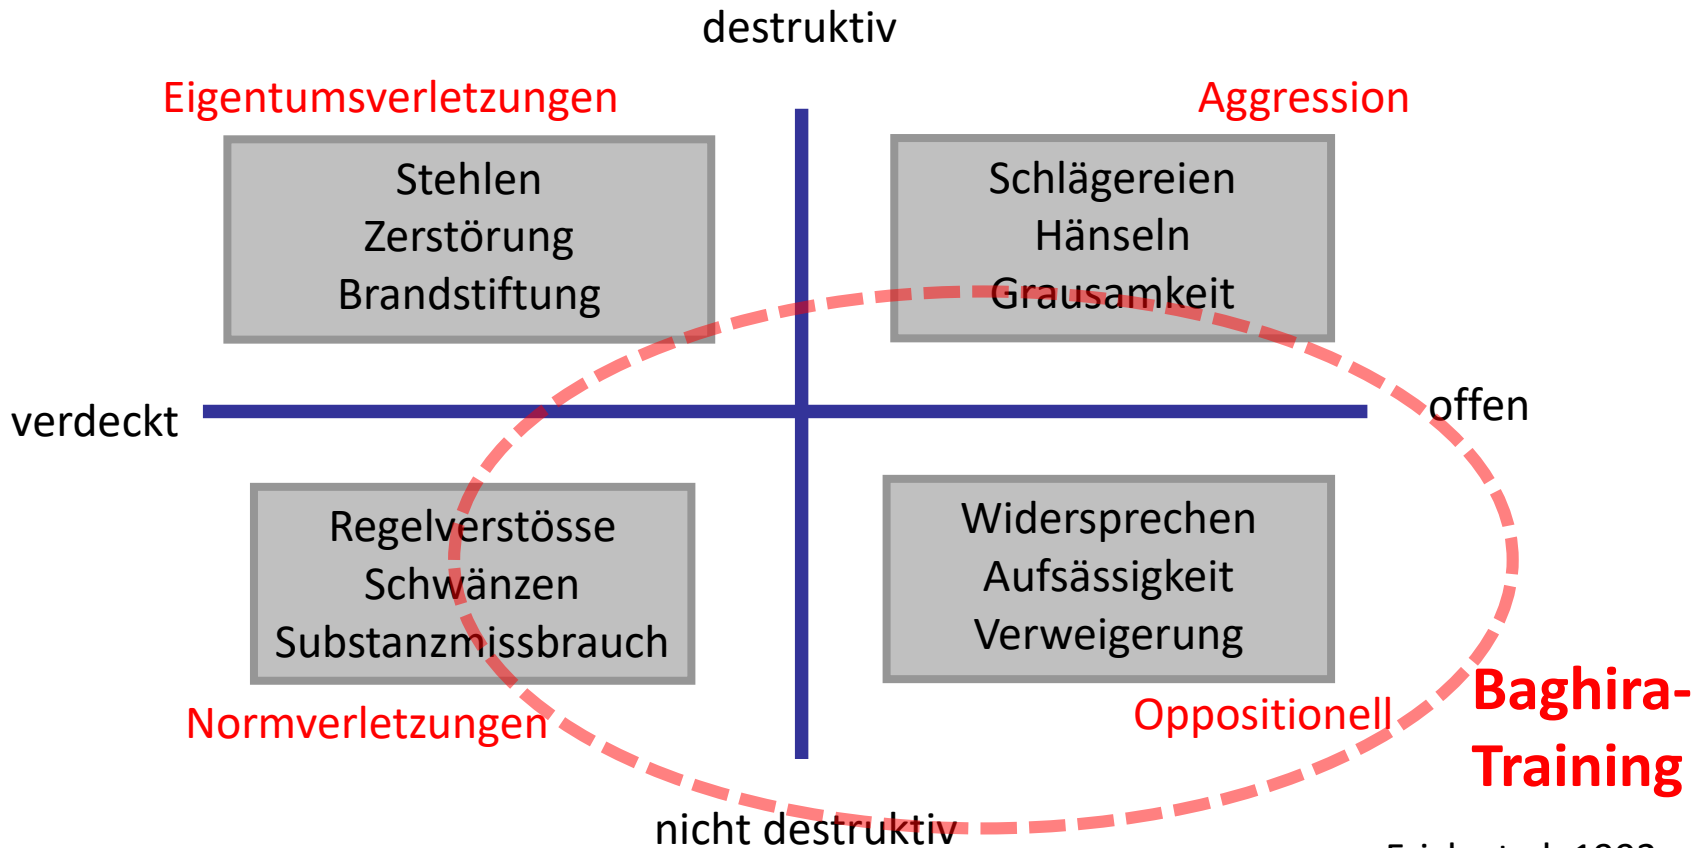 destruktiv
Eigentumsverletzungen
Aggression
Stehlen
Zerstörung
Brandstiftung
Schlägereien
Hänseln
Grausamkeit
verdeckt
offen
Regelverstösse
Schwänzen
Substanzmissbrauch
Widersprechen
Aufsässigkeit
Verweigerung
Normverletzungen
Oppositionell
Baghira-
Training
nicht destruktiv